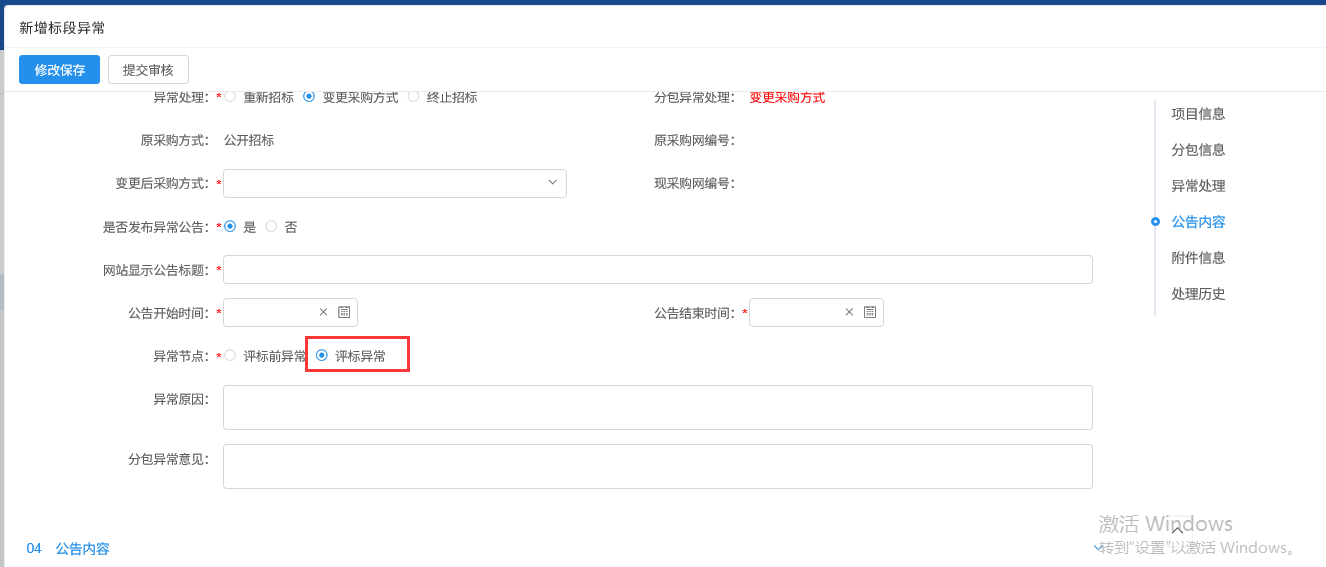 新增标段异常
修改保存 提交审核
异常处理： * 重新招标 变更采购方式 终止招标 分包异常处理： 变更采购方式
原采购方式： 公开招标 原采购网编号：
变更后采购方式： * 现采购网编号：
是否发布异常公告： * 是 否
网站显示公告标题： *
公告开始时间： * × 公告结束时间： * ×
异常节点： * 评标前异常 评标异常
异常原因：
分包异常意见：
04 公告内容
项目信息
分包信息
异常处理
公告内容
附件信息
处理历史
激活 Windows
转到“设置”以激活 Windows。